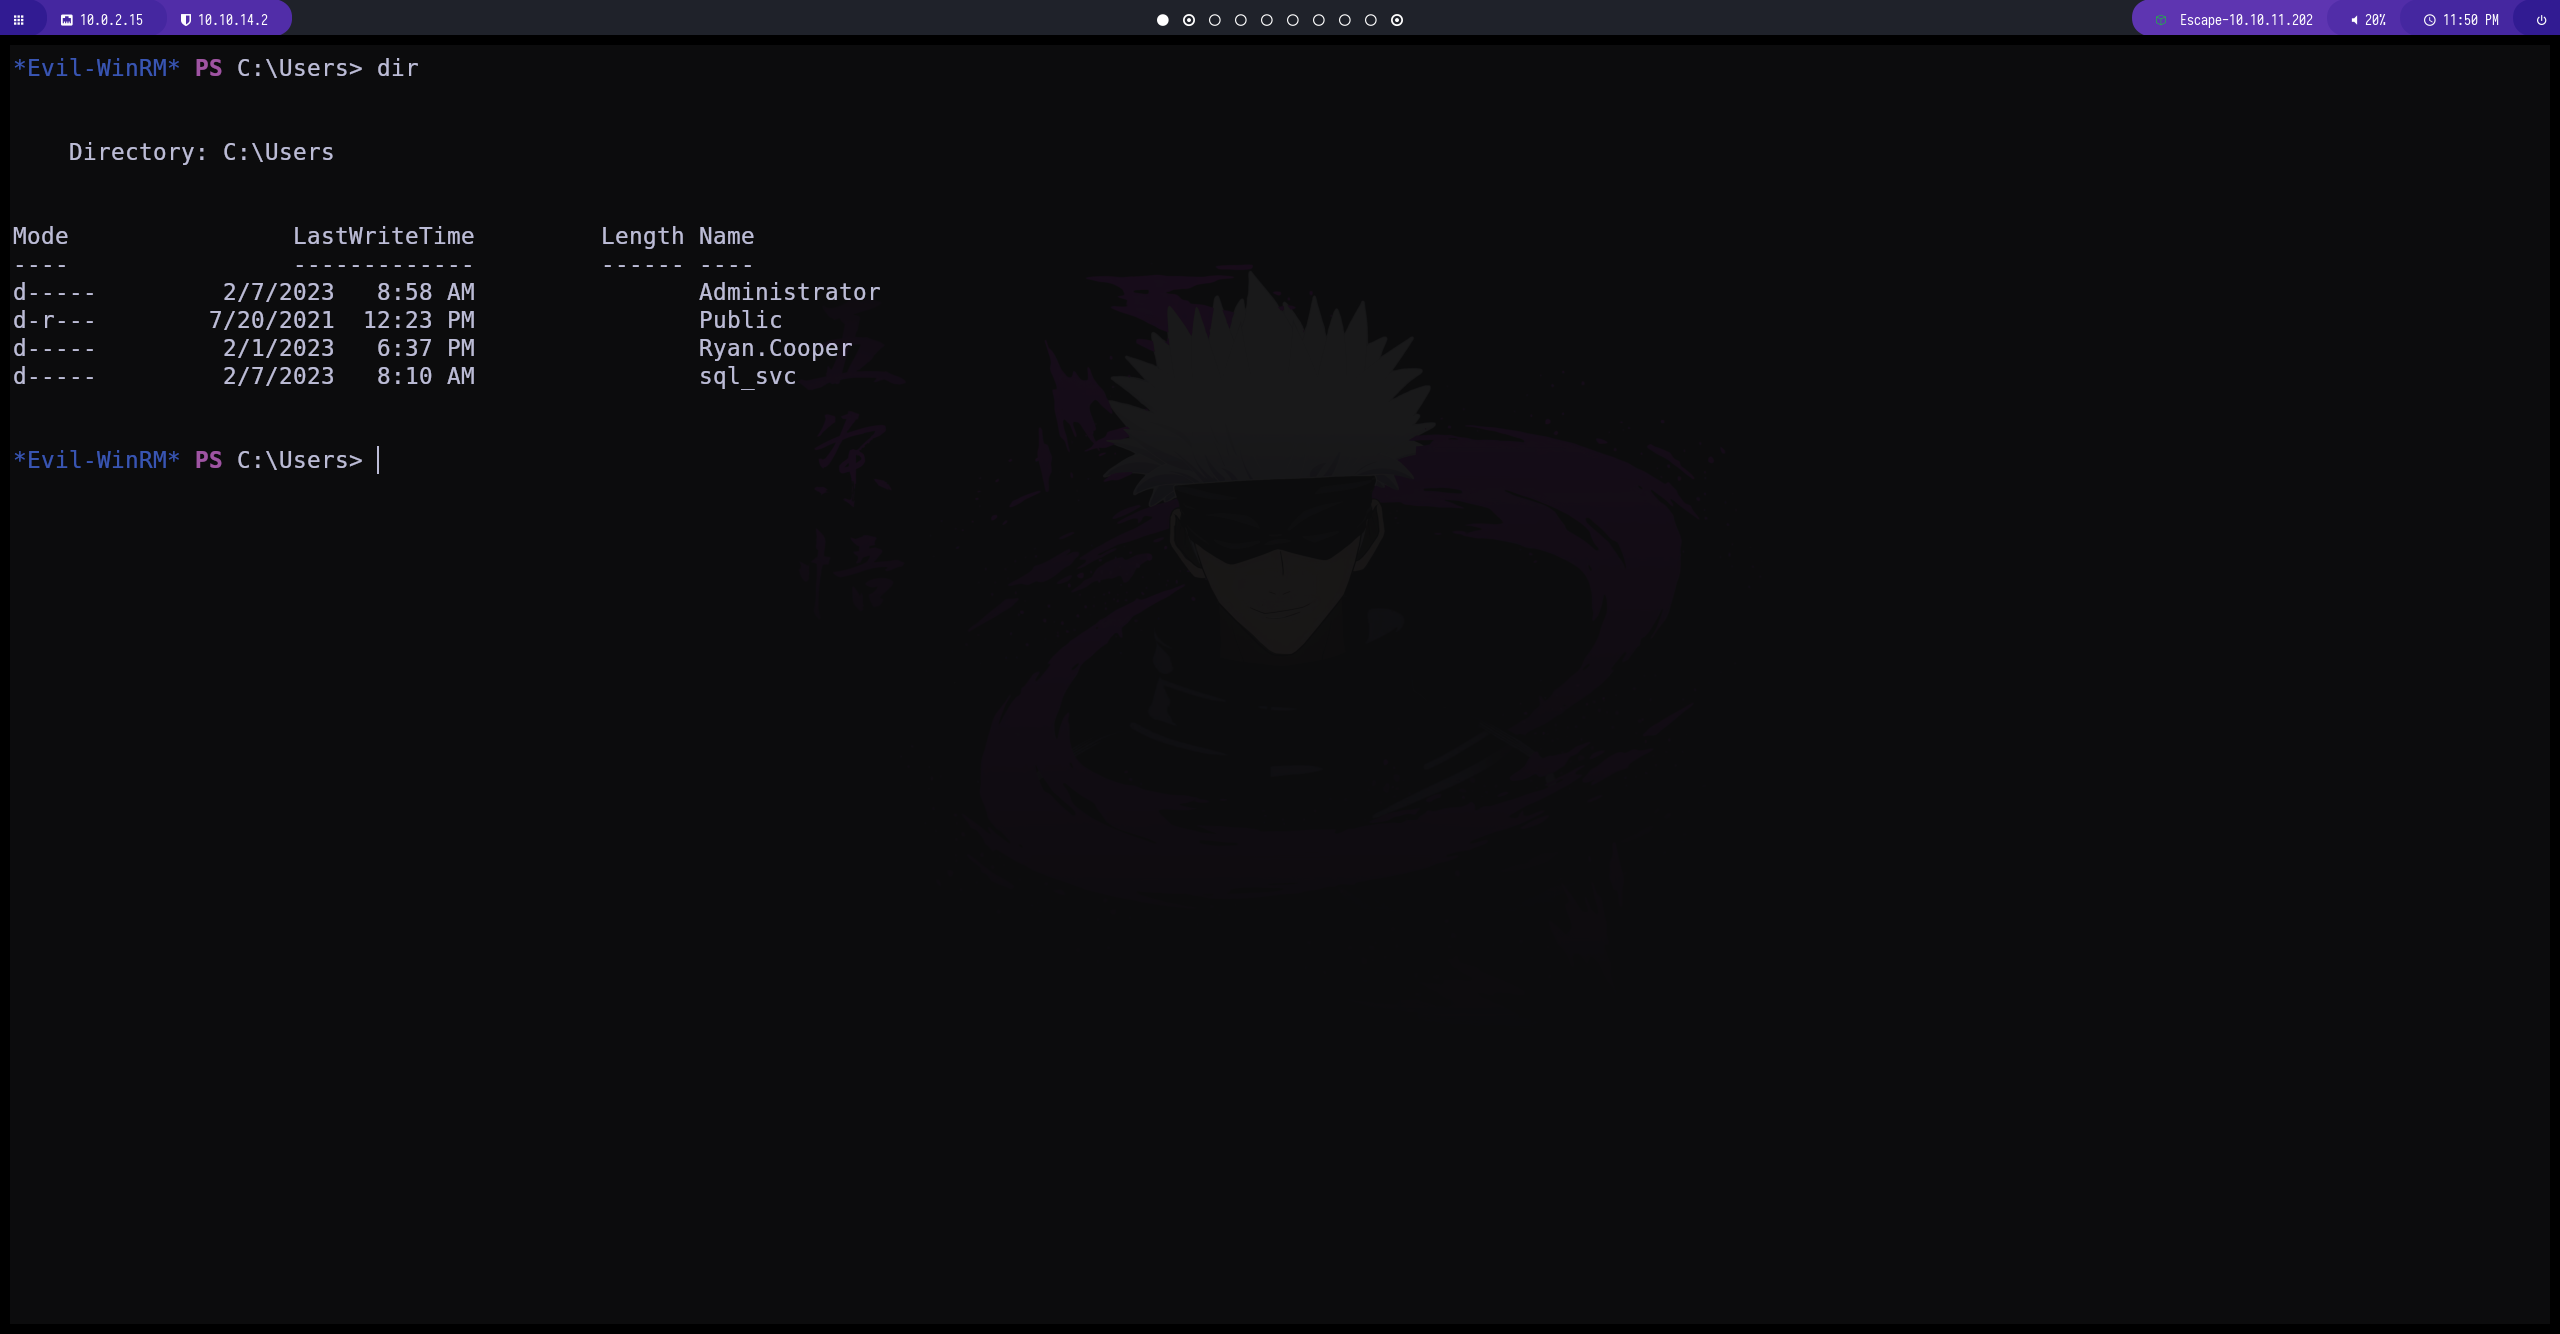 10.0.2.15 10.10.14.2 Escape-10.10.11.202 20% 11:50 PM
*Evil-WinRM* PS C:\Users> dir
Directory: C:\Users
Mode LastWriteTime Length Name
---- ------------- ------ ----
d----- 2/7/2023 8:58 AM Administrator
d-r--- 7/20/2021 12:23 PM Public
d----- 2/1/2023 6:37 PM Ryan.Cooper
d----- 2/7/2023 8:10 AM sql_svc
*Evil-WinRM* PS C:\Users>
五条悟